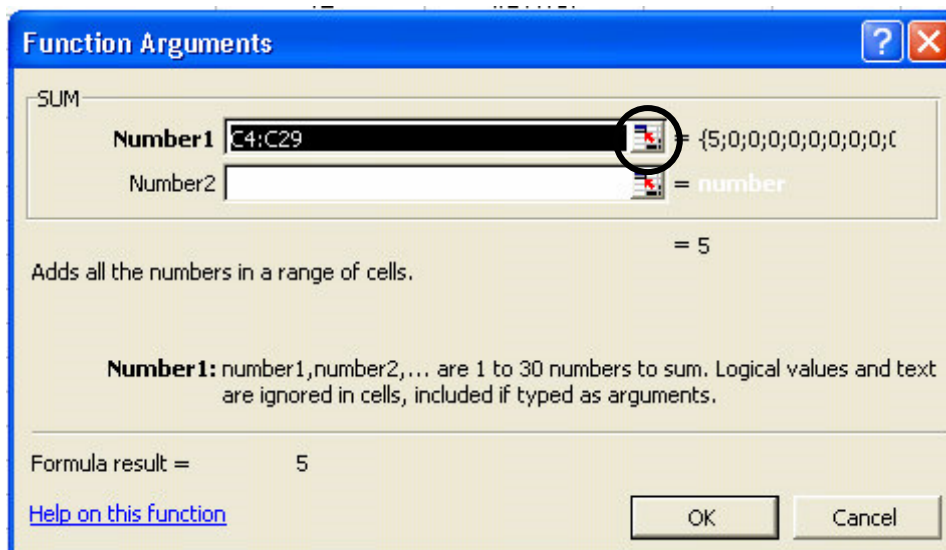 Function Arguments
SUM
Number1 C4:C29 = {5;0;0;0;0;0;0;0;0;
Number2 = number
= 5
Adds all the numbers in a range of cells.
Number1: number1,number2,... are 1 to 30 numbers to sum. Logical values and text
are ignored in cells, included if typed as arguments.
Formula result = 5
Help on this function OK Cancel